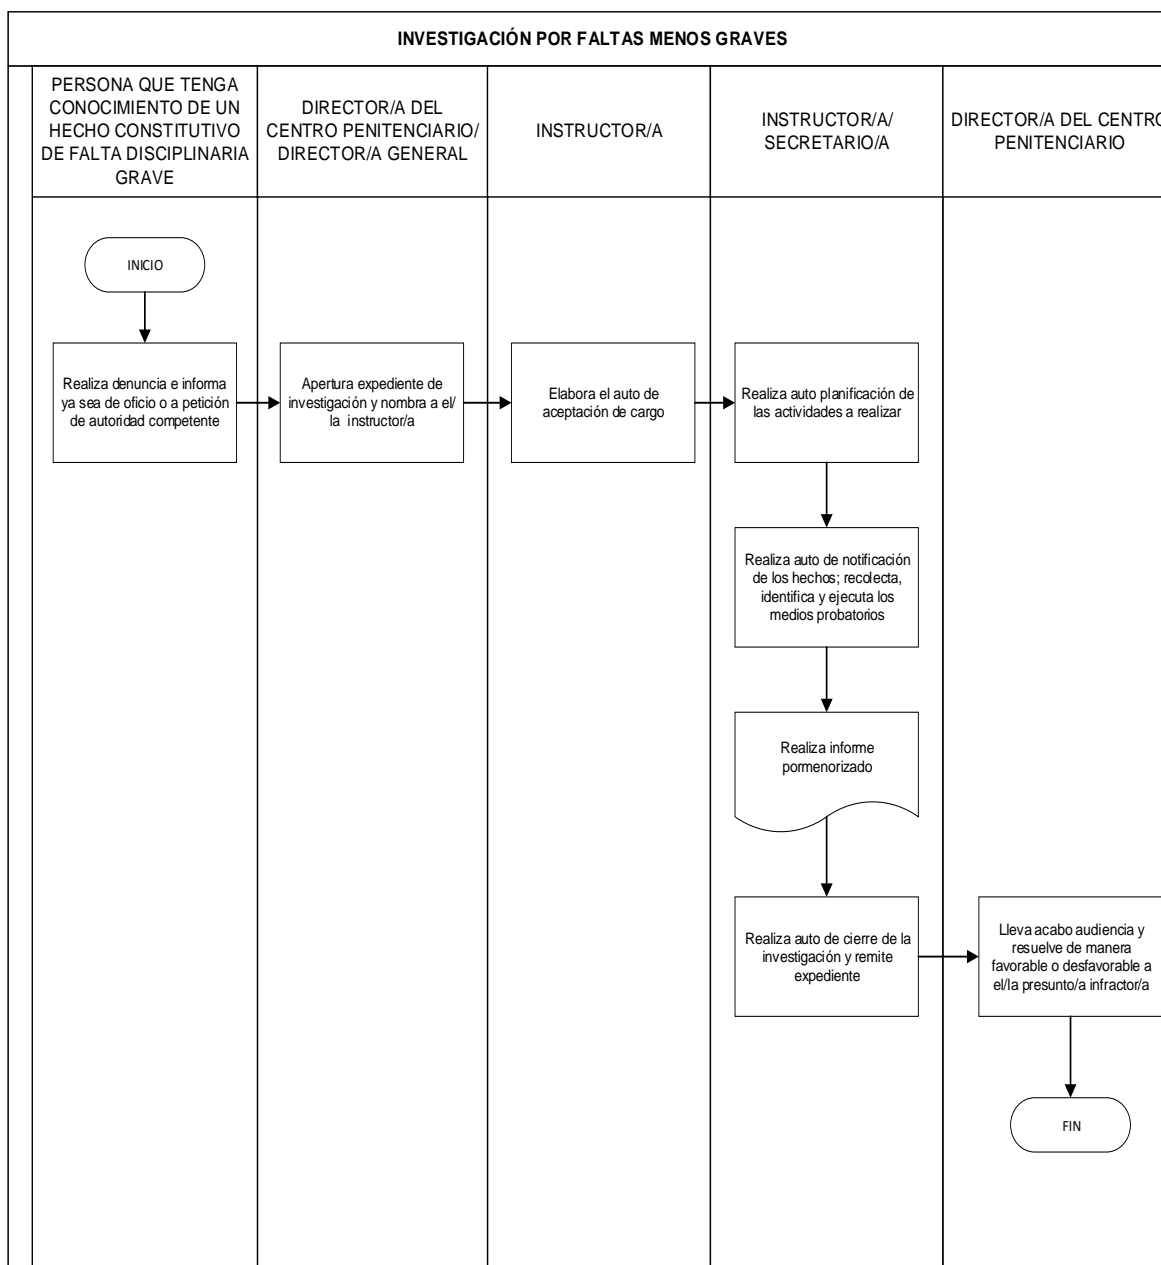 INVESTIGACIÓN POR FALTAS MENOS GRAVES
PERSONA QUE TENGA
CONOCIMIENTO DE UN
HECHO CONSTITUTIVO
DE FALTA DISCIPLINARIA
GRAVE
DIRECTOR/A DEL
CENTRO PENITENCIARIO/
DIRECTOR/A GENERAL
INSTRUCTOR/A
INSTRUCTOR/A/
SECRETARIO/A
DIRECTOR/A DEL CENTRO
PENITENCIARIO
INICIO
Realiza denuncia e informa
ya sea de oficio o a petición
de autoridad competente
Apertura expediente de
investigación y nombra a el/
la instructor/a
Elabora el auto de
aceptación de cargo
Realiza auto planificación de
las actividades a realizar
Realiza auto de notificación
de los hechos; recolecta,
identifica y ejecuta los
medios probatorios
Realiza informe
pormenorizado
Realiza auto de cierre de la
investigación y remite
expediente
Lleva acabo audiencia y
resuelve de manera
favorable o desfavorable a
el/la presunto/a infractor/a
FIN